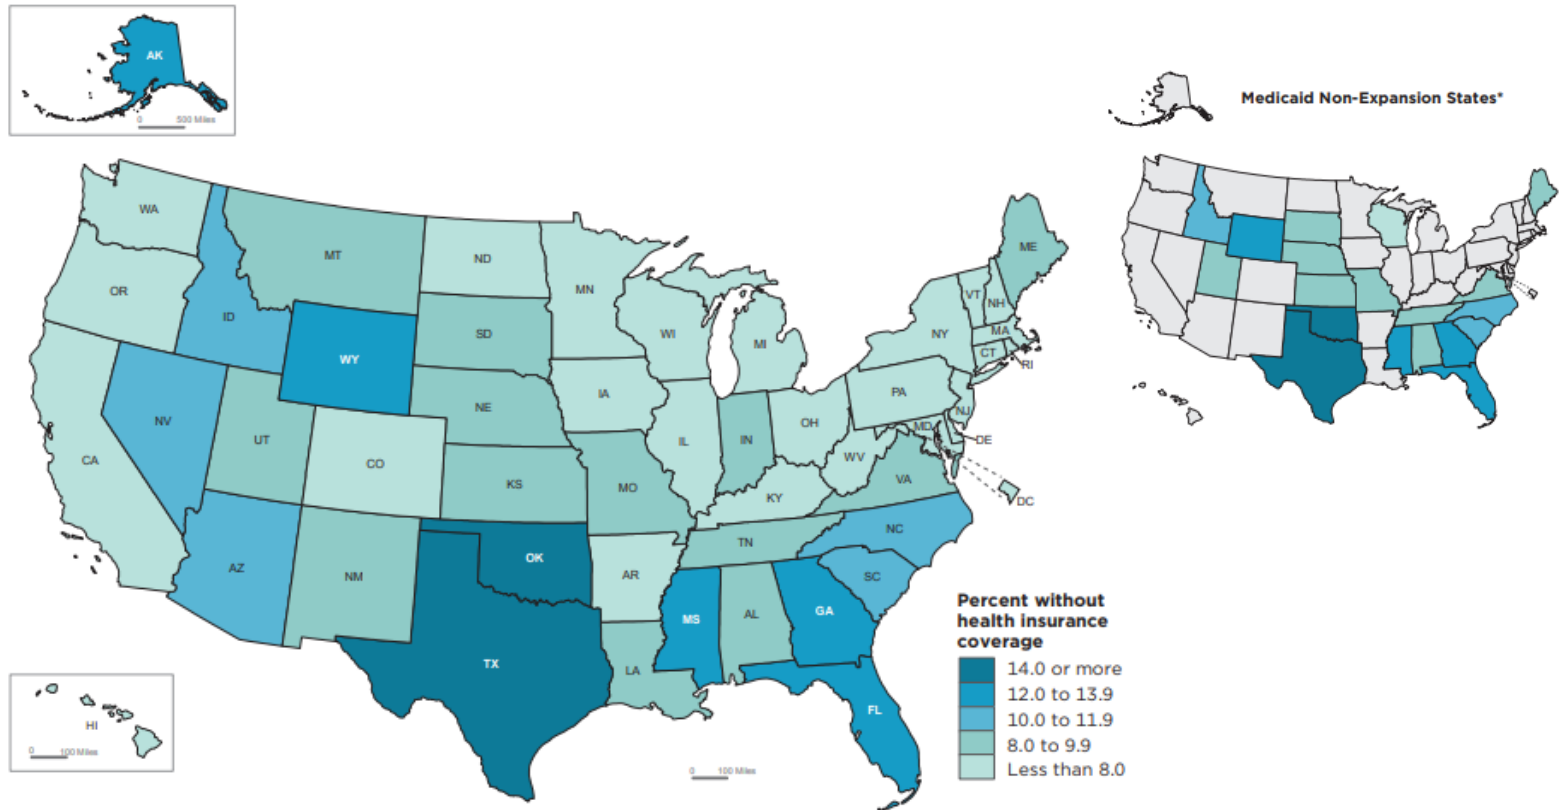 AK
0 500 Miles
Medicaid Non-Expansion States*
WA
MT
ND
ME
OR
MN
VT
NH
ID
SD
WI
NY
MA
WY
MI
CT
RI
IA
PA
NE
NV
NJ
OH
UT
IN
MD
DE
IL
CA
CO
WV
KS
VA
MO
KY
DC
NC
TN
OK
AZ
NM
AR
SC
MS
AL
GA
TX
LA
FL
HI
0 100 Miles
0 100 Miles
Percent without
health insurance
coverage
14.0 or more
12.0 to 13.9
10.0 to 11.9
8.0 to 9.9
Less than 8.0